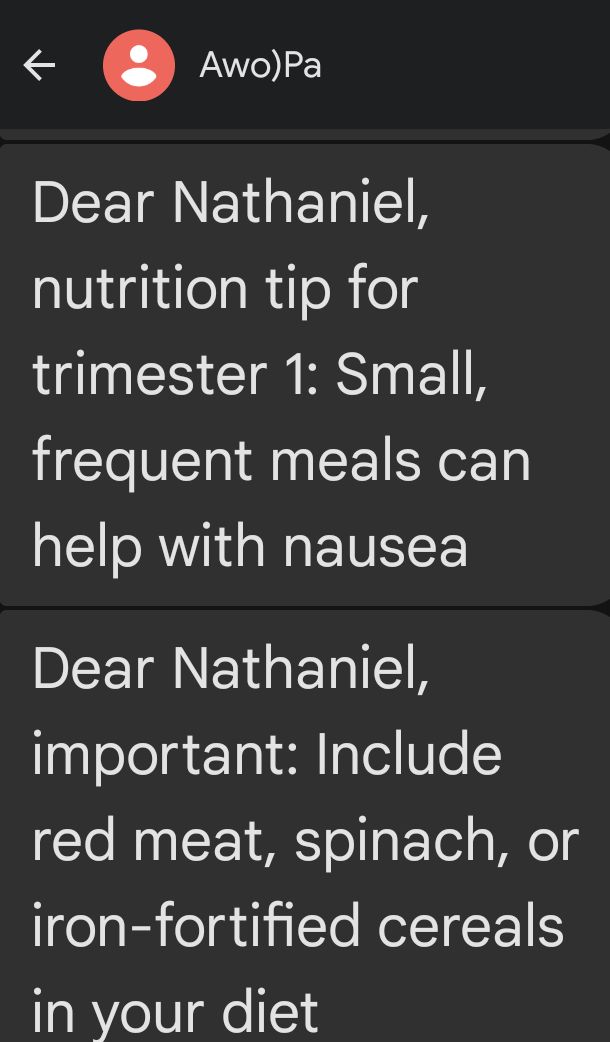 Awo)Pa
Dear Nathaniel,
nutrition tip for
trimester 1: Small,
frequent meals can
help with nausea
Dear Nathaniel,
important: Include
red meat, spinach, or
iron-fortified cereals
in your diet